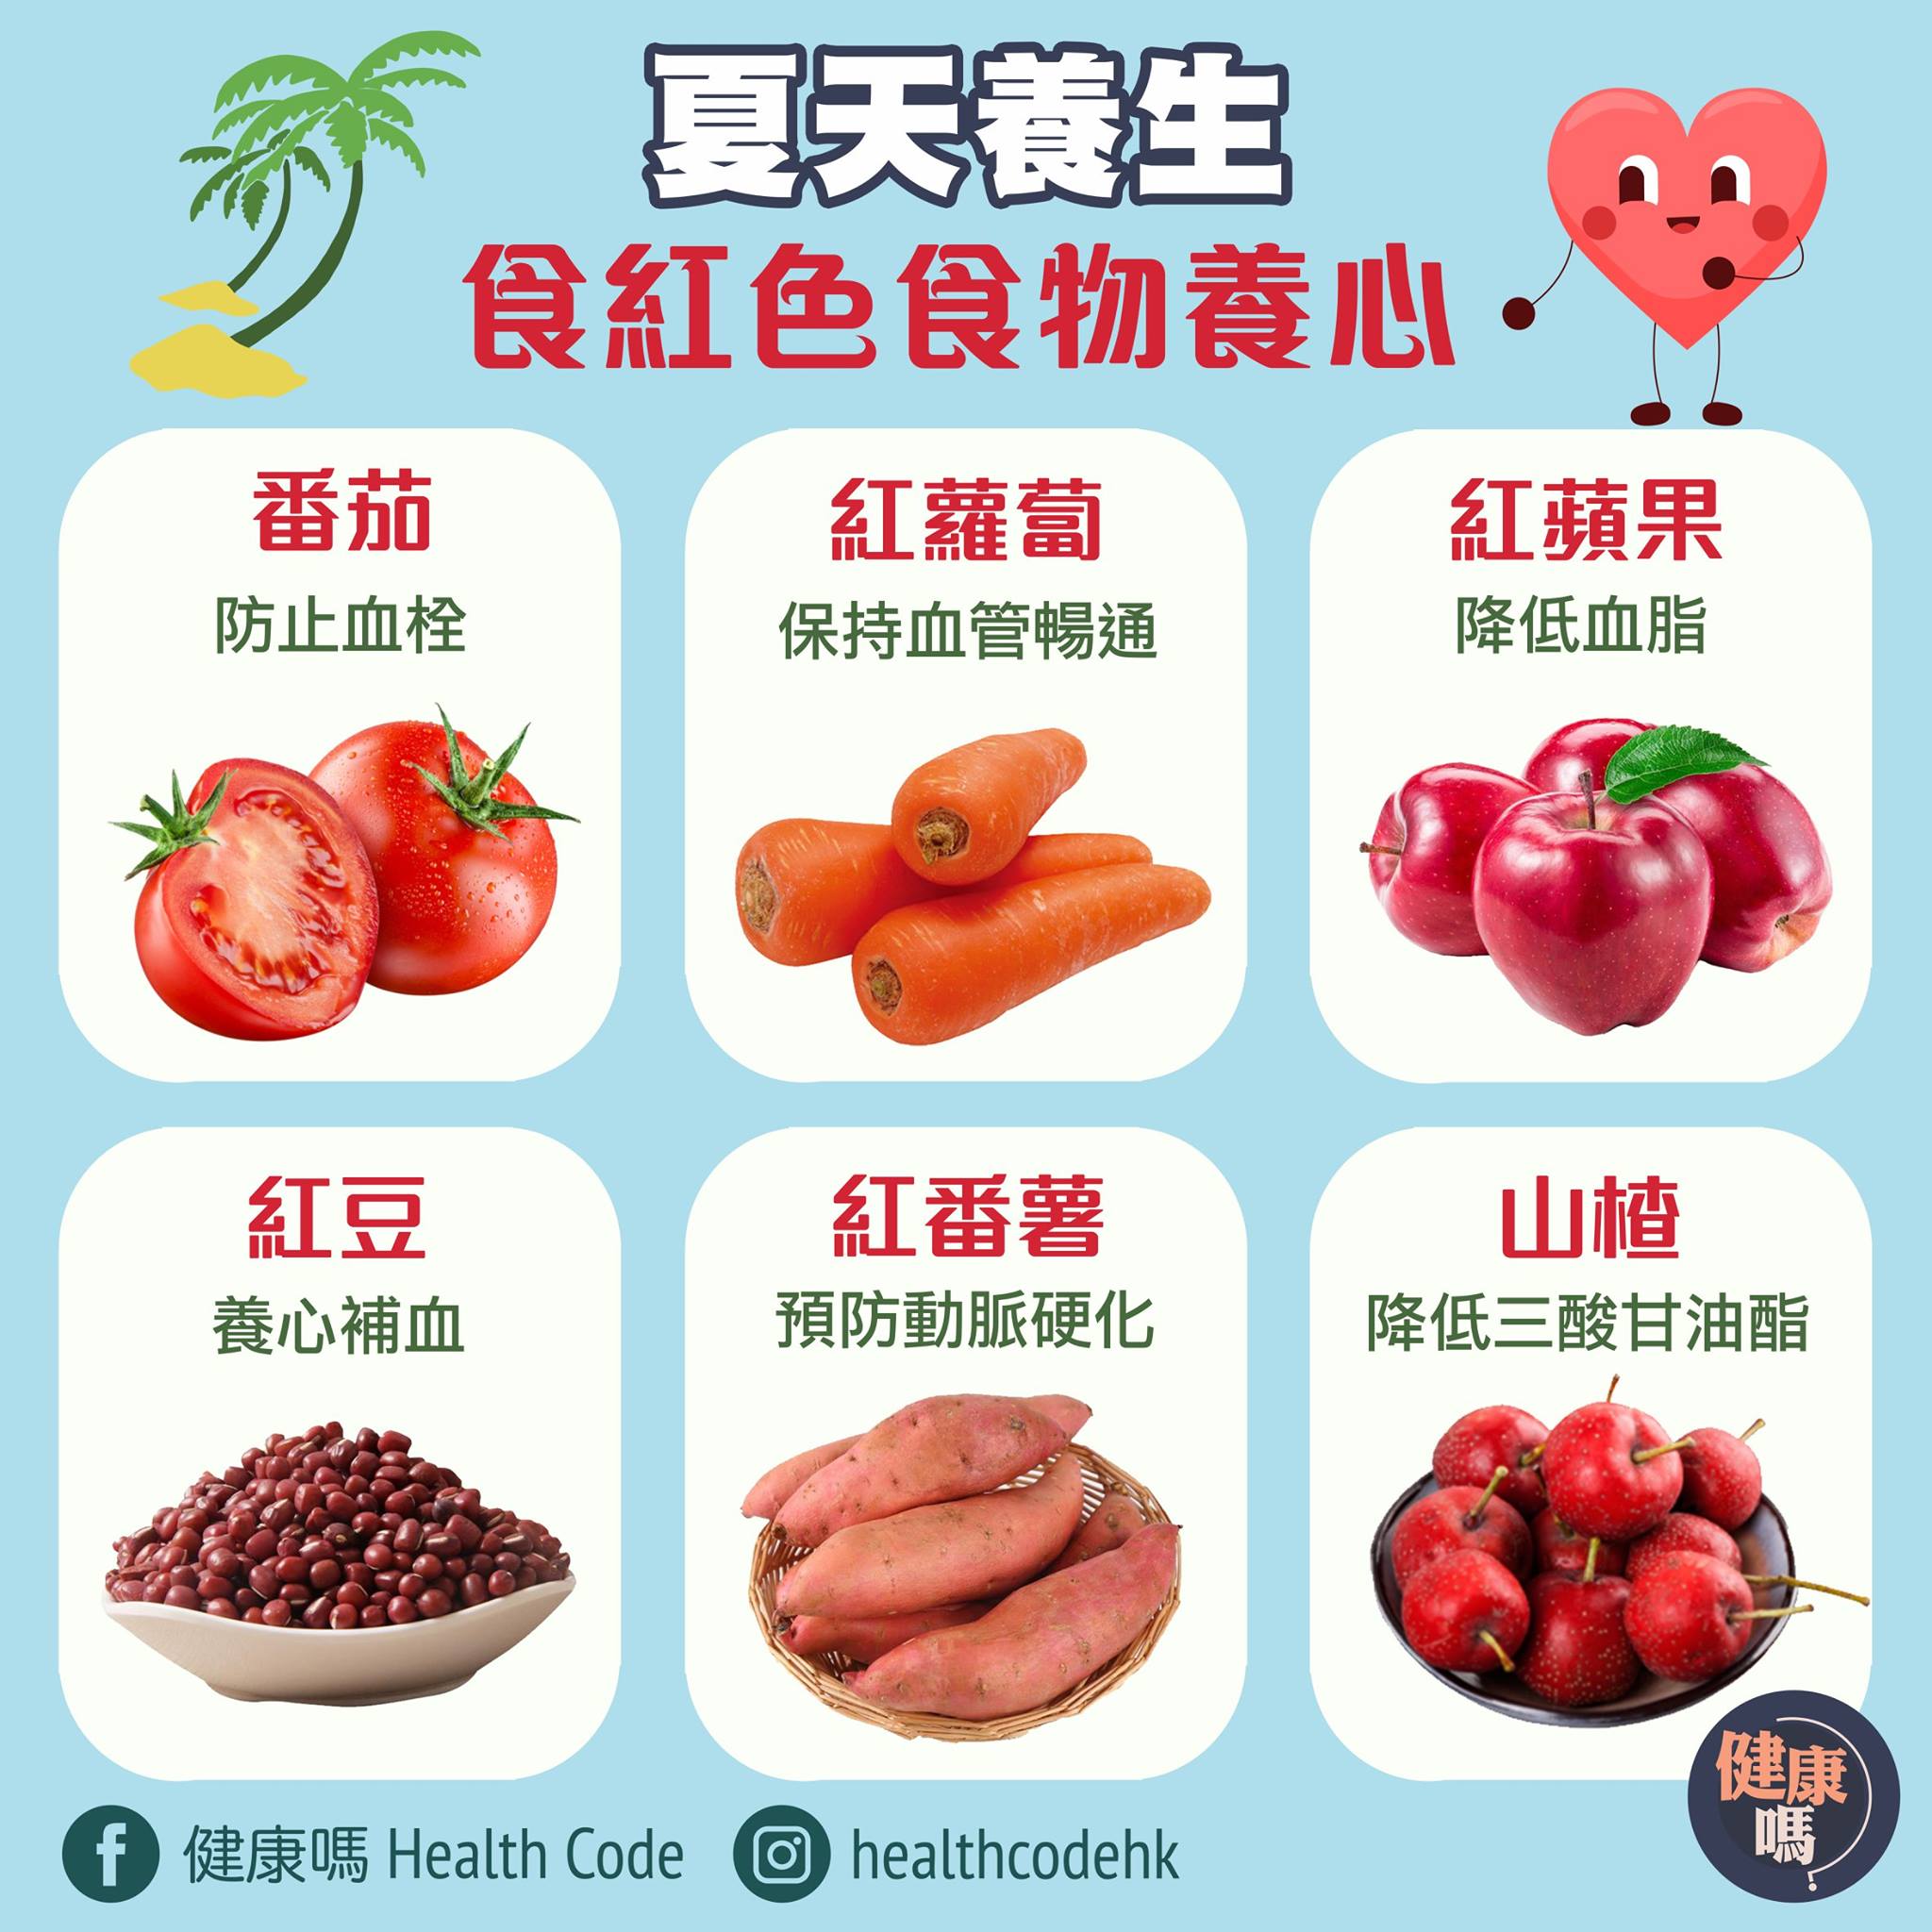 夏天養生
食紅色食物養心
番茄
防止血栓
紅蘿蔔
保持血管暢通
紅蘋果
降低血脂
紅豆
養心補血
紅番薯
預防動脈硬化
山楂
降低三酸甘油酯
健康嗎 Health Code
healthcodehk
健康
嗎?